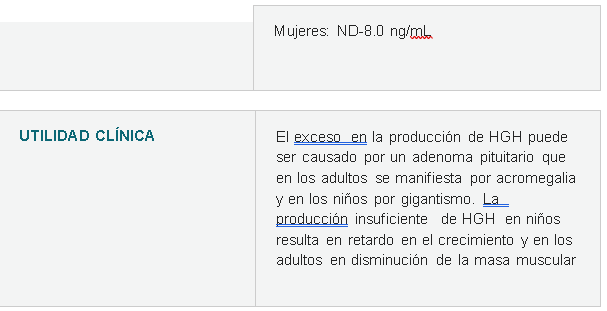 Mujeres: ND-8.0 ng/mL
UTILIDAD CLÍNICA
El exceso en la producción de HGH puede
ser causado por un adenoma pituitario que
en los adultos se manifiesta por acromegalia
y en los niños por gigantismo. La
producción insuficiente de HGH en niños
resulta en retardo en el crecimiento y en los
adultos en disminución de la masa muscular